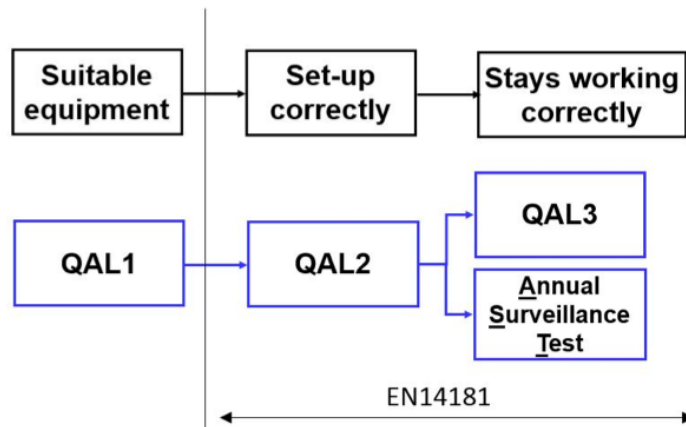 Suitable
equipment
Set-up
correctly
Stays working
correctly
QAL1
QAL2
QAL3
Annual
Surveillance
Test
EN14181